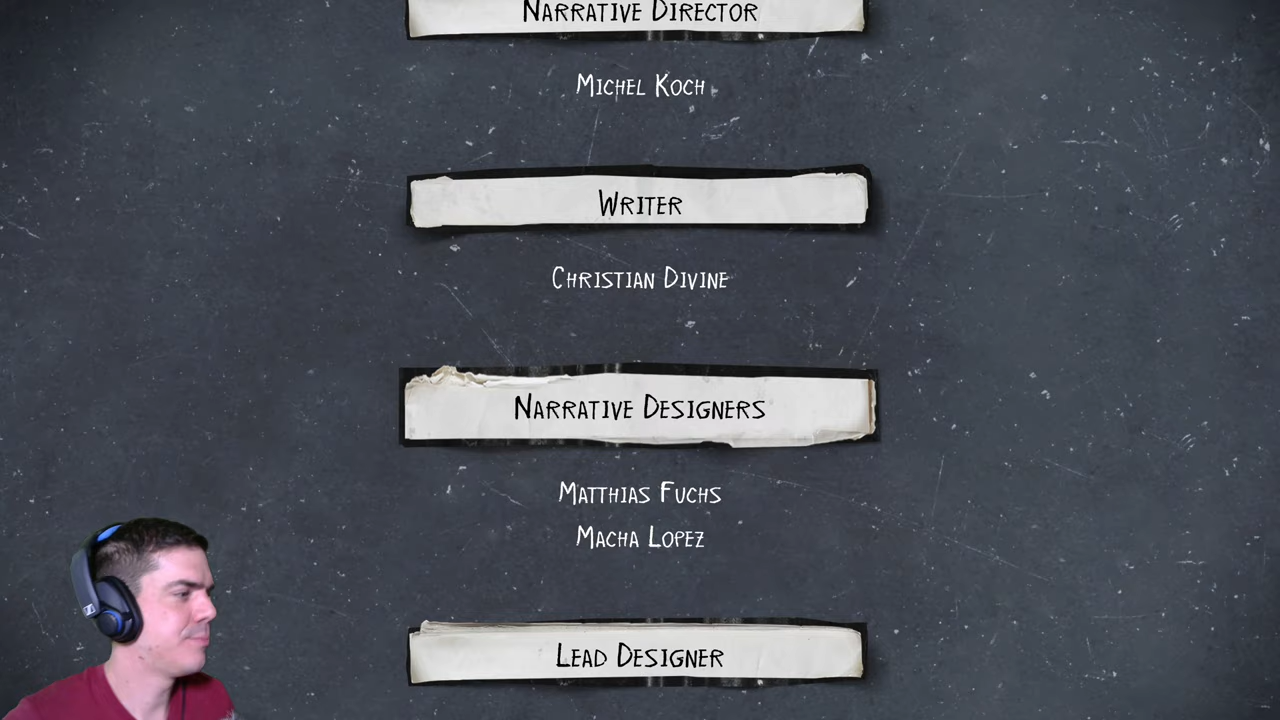 Narrative Director
Michel Koch
Writer
Christian Divine
Narrative Designers
Matthias Fuchs
Macha Lopez
Lead Designer